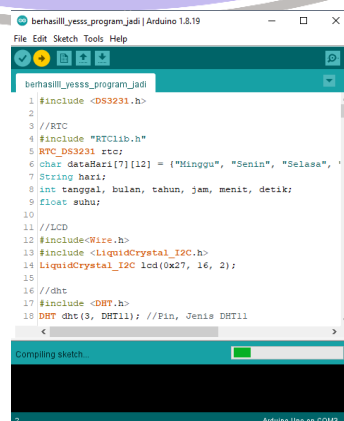 berhasilll_yesss_program_jadi | Arduino 1.8.19
File Edit Sketch Tools Help
berhasilll_yesss_program_jadi
1 #include <DS3231.h>
2
3 //RTC
4 #include "RTClib.h"
5 RTC_DS3231 rtc;
6 char dataHari[7][12] = {"Minggu", "Senin", "Selasa", "
7 String hari;
8 int tanggal, bulan, tahun, jam, menit, detik;
9 float suhu;
10
11 //LCD
12 #include<Wire.h>
13 #include <LiquidCrystal_I2C.h>
14 LiquidCrystal_I2C lcd(0x27, 16, 2);
15
16 //dht
17 #include <DHT.h>
18 DHT dht(3, DHT11); //Pin, Jenis DHT11
Compiling sketch...
2 Arduino Uno on COM3